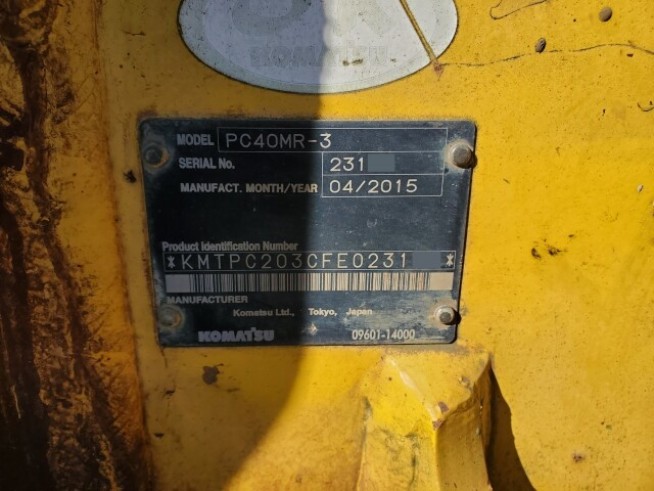 KOMATSU
MODEL PC40MR-3
SERIAL No. 231
MANUFACT. MONTH/YEAR 04/2015
Product Identification Number
*KMTPC203CFE0231 *
MANUFACTURER
Komatsu Ltd., Tokyo, Japan
KOMATSU 09601-14000